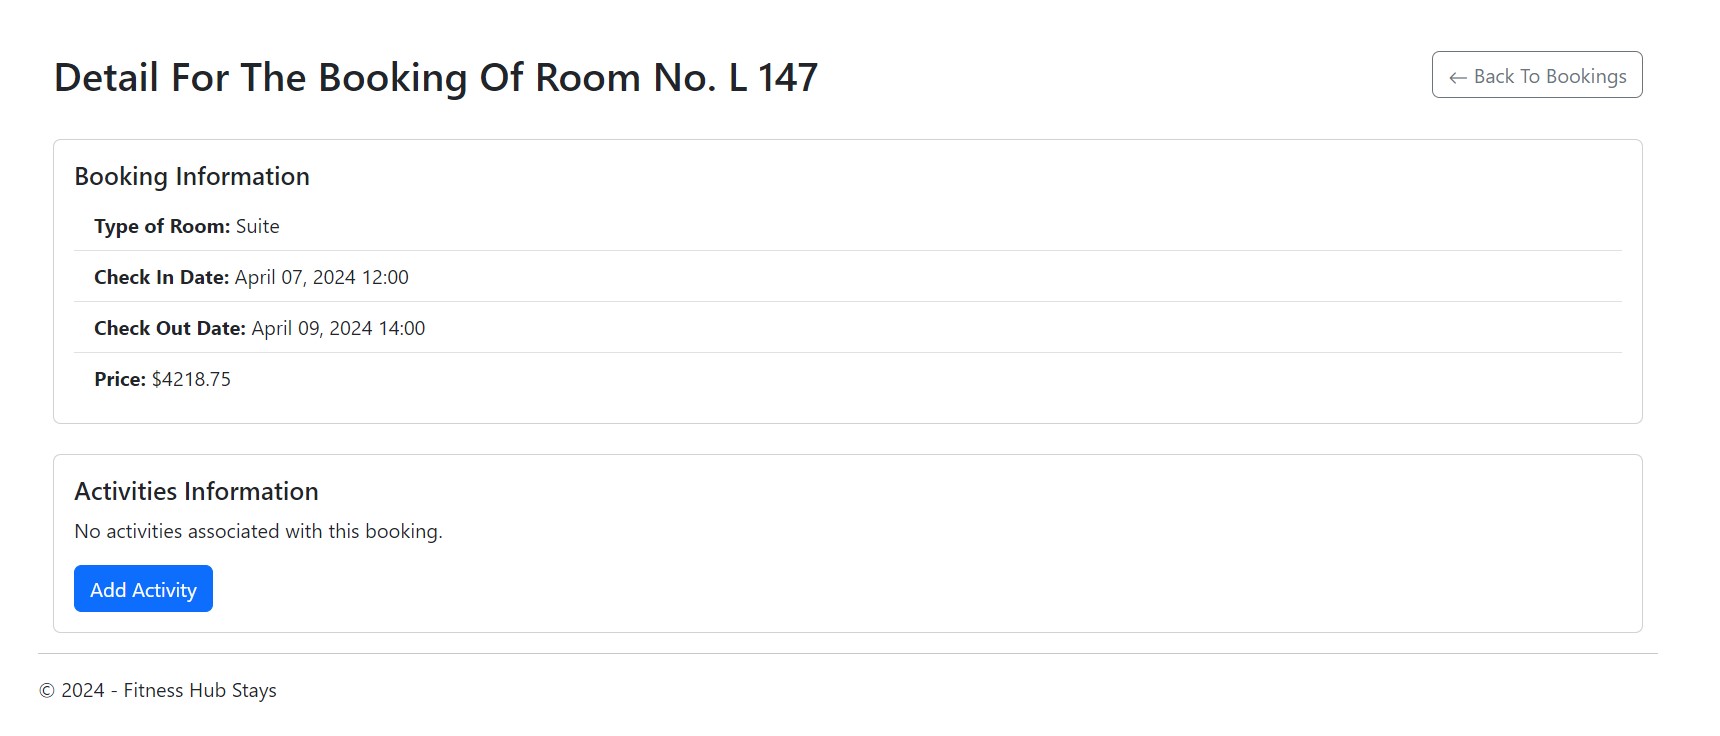 Detail For The Booking Of Room No. L 147
← Back To Bookings
Booking Information
Type of Room: Suite
Check In Date: April 07, 2024 12:00
Check Out Date: April 09, 2024 14:00
Price: $4218.75
Activities Information
No activities associated with this booking.
Add Activity
© 2024 - Fitness Hub Stays